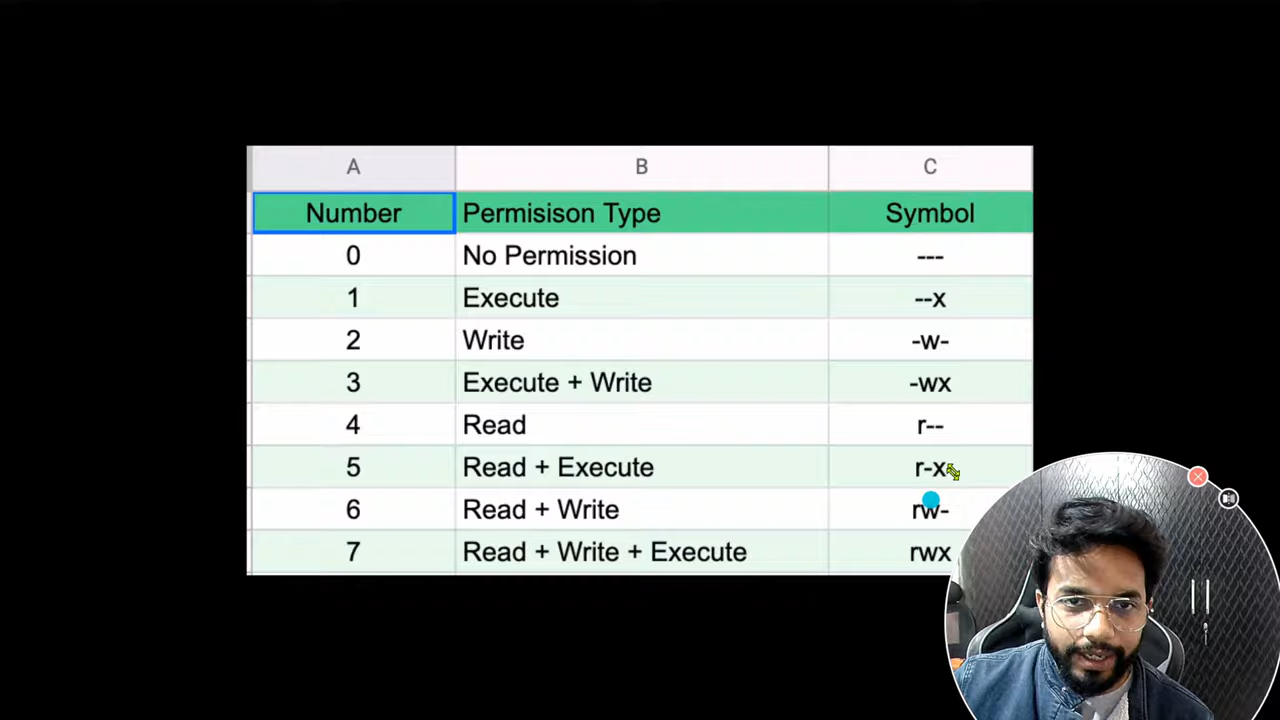 A B C
Number Permisison Type Symbol
0 No Permission ---
1 Execute --x
2 Write -w-
3 Execute + Write -wx
4 Read r--
5 Read + Execute r-x
6 Read + Write rw-
7 Read + Write + Execute rwx